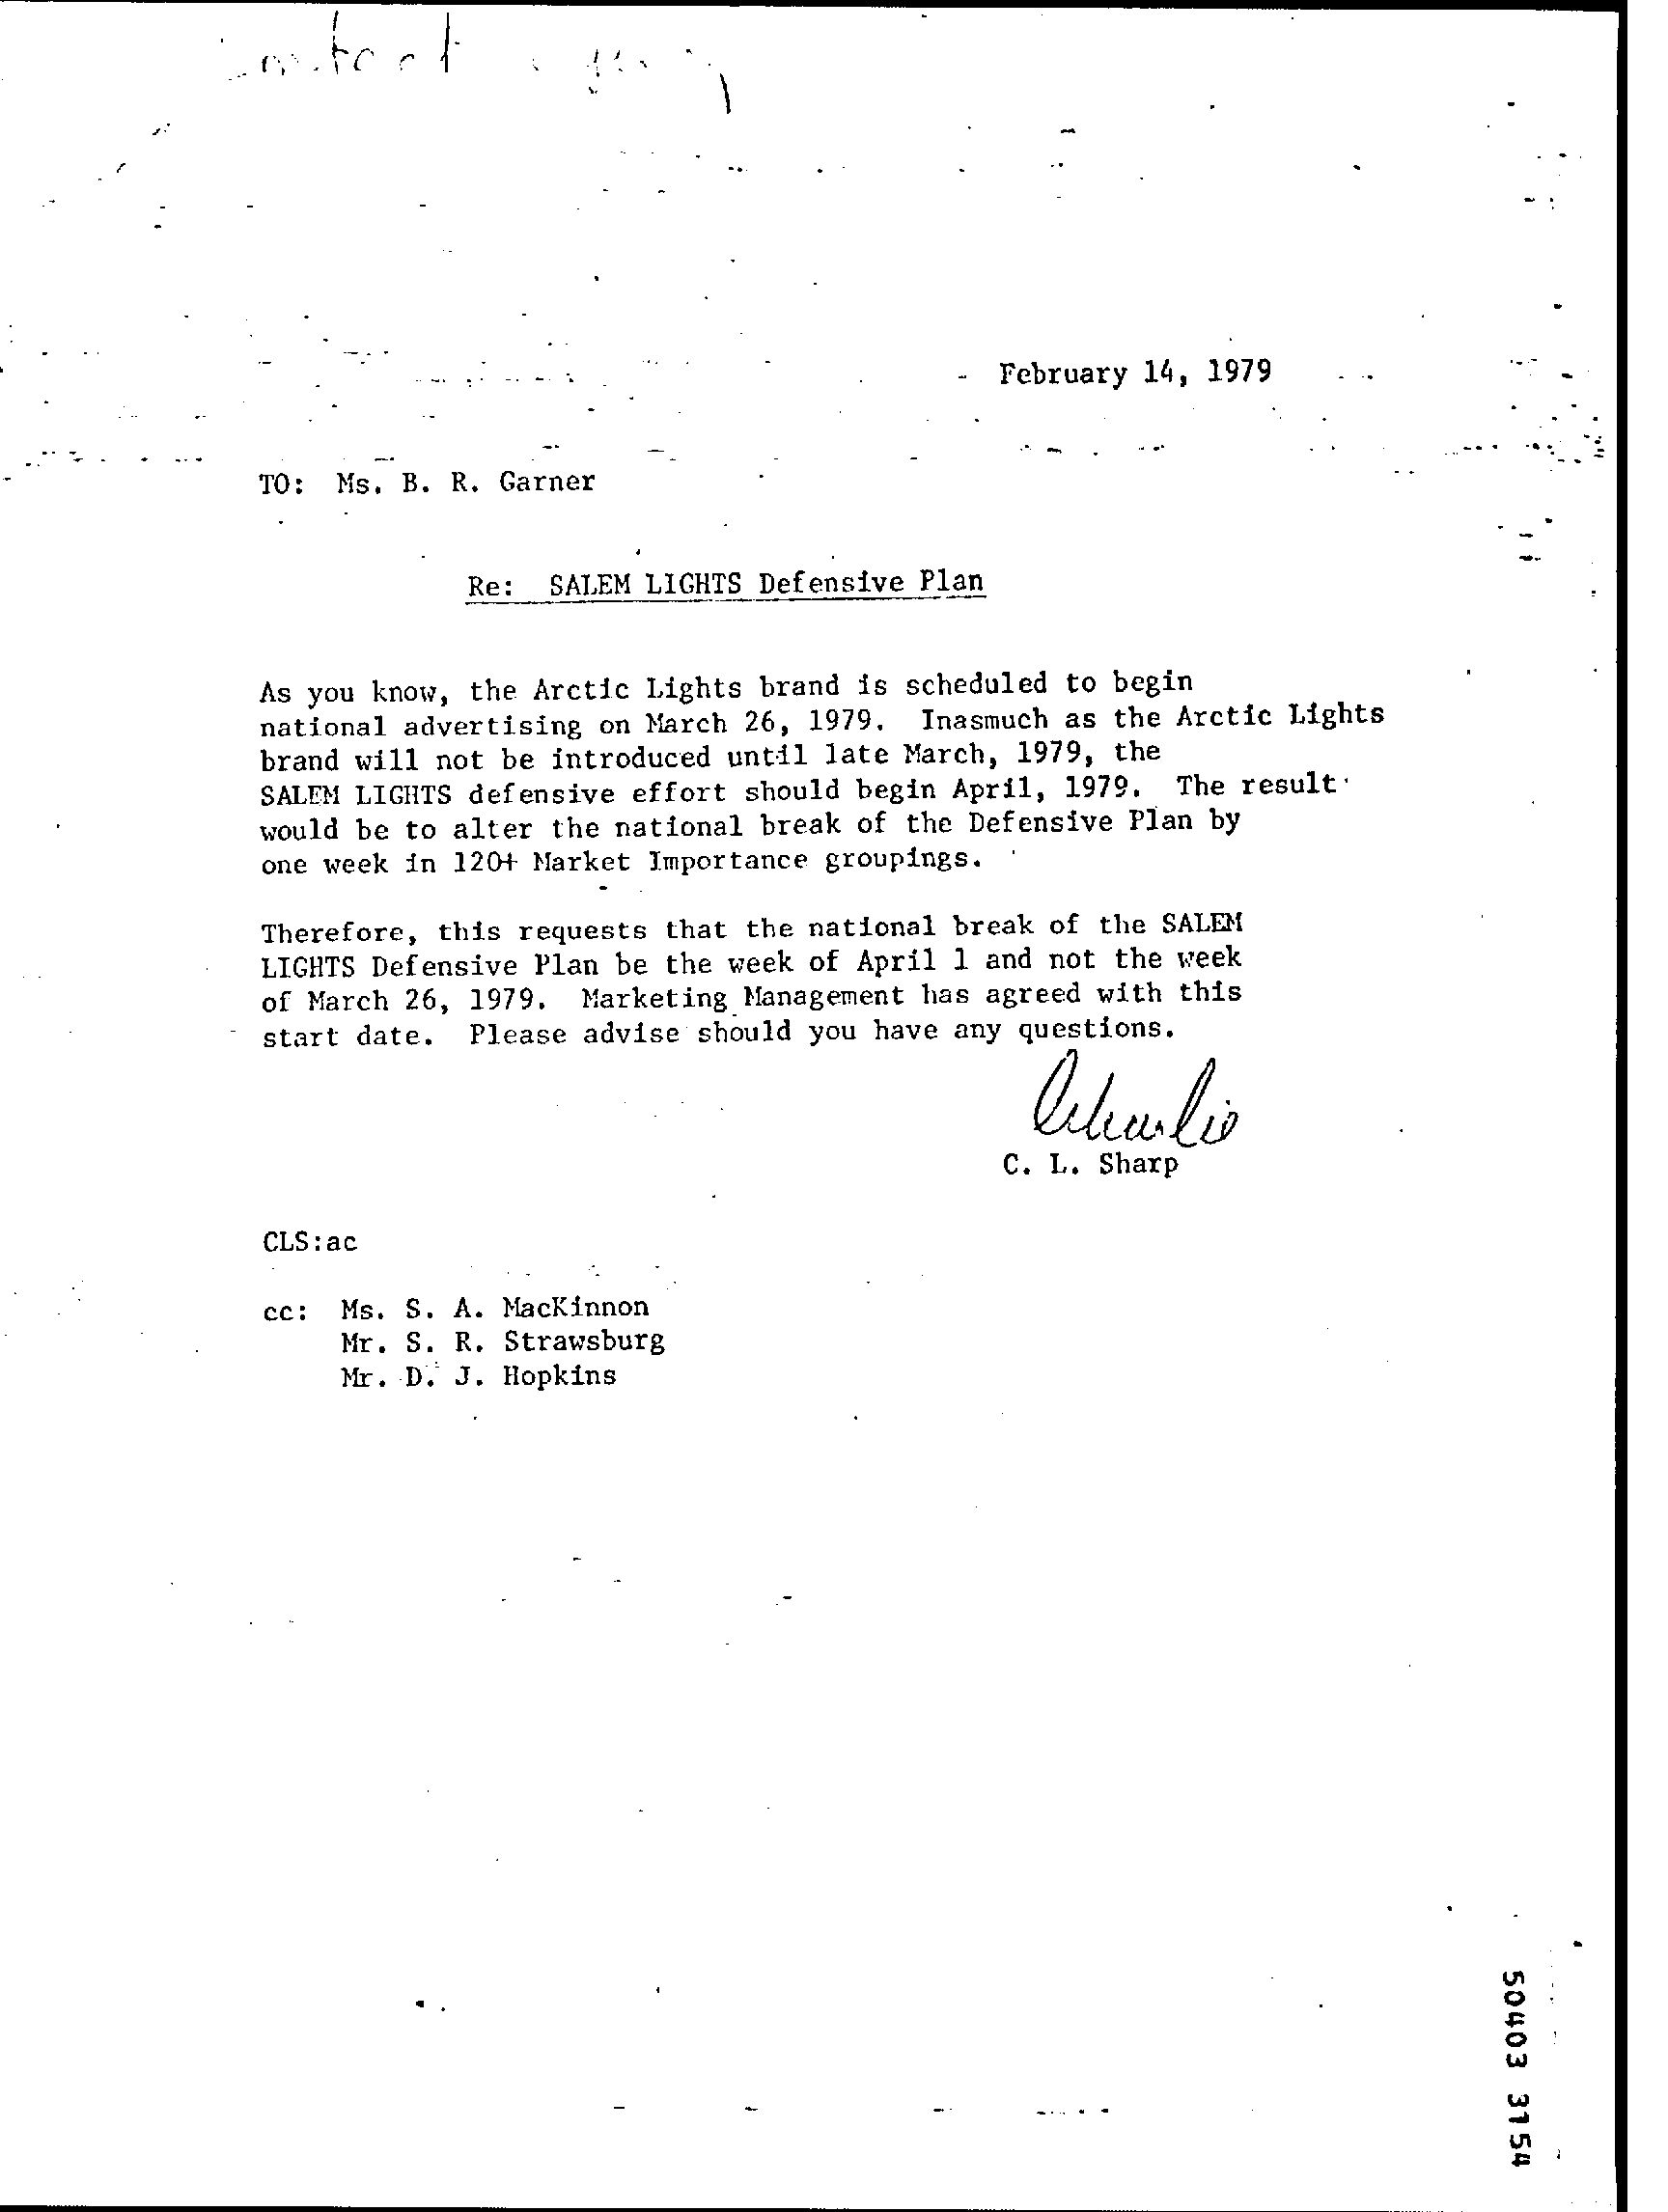 February 14, 1979
TO: Ms. B. R. Garner
Re: SALEM LIGHTS Defensive Plan
As you know, the Arctic Lights brand is scheduled to begin
national advertising on March 26, 1979. Inasmuch as the Arctic Lights
brand will not be introduced until late March, 1979, the
SALEM LIGHTS defensive effort should begin April, 1979. The result
would be to alter the national break of the Defensive Plan by
one week in 120+ Market Importance groupings.
Therefore, this requests that the national break of the SALEM
LIGHTS Defensive Plan be the week of April 1 and not the week
of March 26, 1979. Marketing Management has agreed with this
start date. Please advise should you have any questions.
Charlie
C. L. Sharp
CLS:ac
cc: Ms. S. A. MacKinnon
Mr. S. R. Strawsburg
Mr. D. J. Hopkins
50403 3154